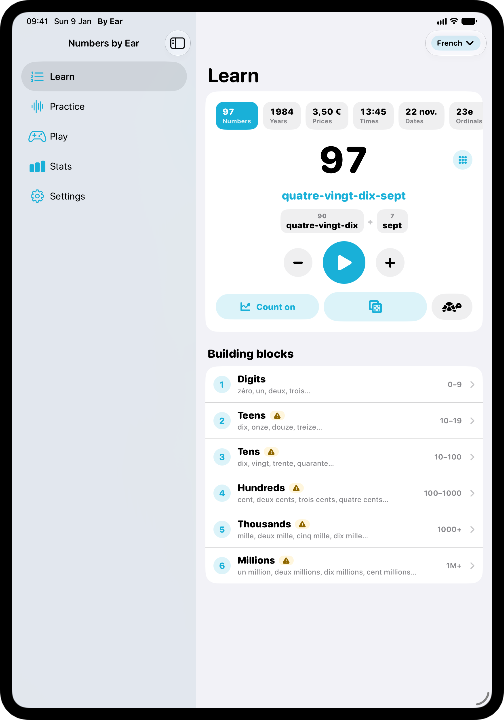 09:41 Sun 9 Jan By Ear
Numbers by Ear
Learn
Practice
Play
Stats
Settings
French
Learn
97
Numbers
1984
Years
3,50 €
Prices
13:45
Times
22 nov.
Dates
23e
Ordinals
97
quatre-vingt-dix-sept
90
quatre-vingt-dix
+
7
sept
Count on
Building blocks
1 Digits 0–9
zéro, un, deux, trois...
2 Teens 10–19
dix, onze, douze, treize...
3 Tens 10–100
dix, vingt, trente, quarante...
4 Hundreds 100–1000
cent, deux cents, trois cents, quatre cents...
5 Thousands 1000+
mille, deux mille, cinq mille, dix mille...
6 Millions 1M+
un million, deux millions, dix millions, cent millions...